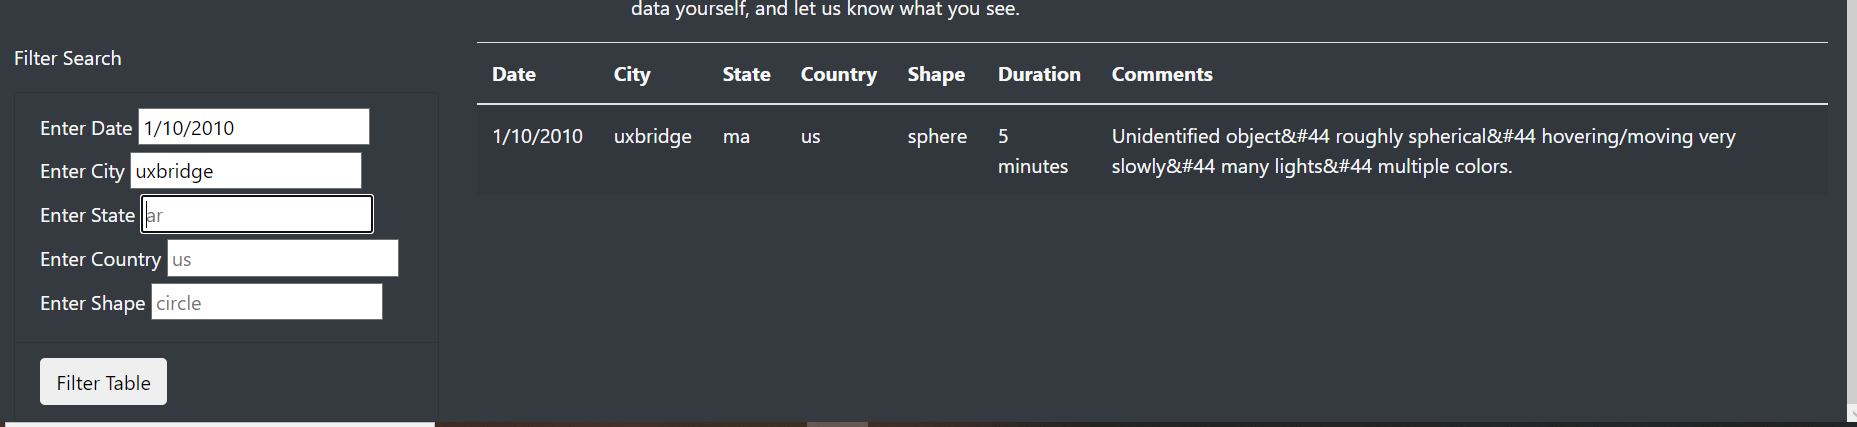 data yourself, and let us know what you see.
Filter Search
Enter Date 1/10/2010
Enter City uxbridge
Enter State ar
Enter Country us
Enter Shape circle
Filter Table
Date City State Country Shape Duration Comments
1/10/2010 uxbridge ma us sphere 5 minutes Unidentified object&#44 roughly spherical&#44 hovering/moving very
slowly&#44 many lights&#44 multiple colors.